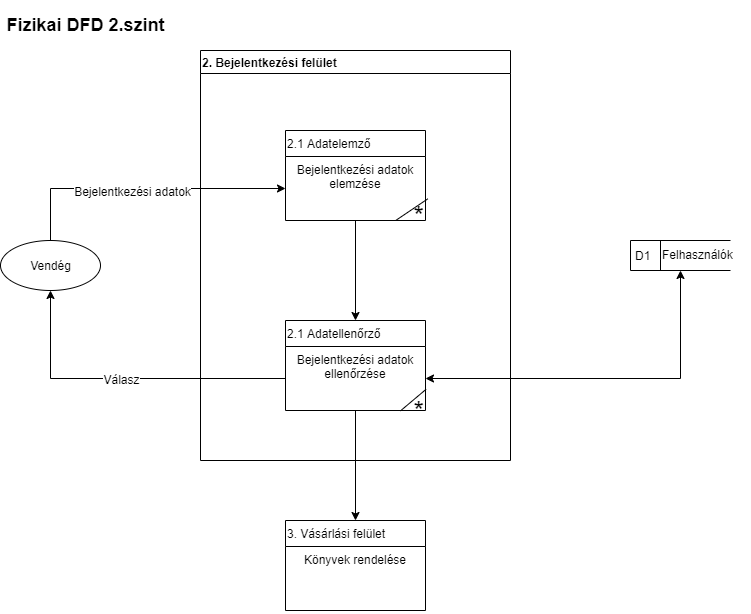 Fizikai DFD 2.szint
2. Bejelentkezési felület
2.1 Adatelemző
Bejelentkezési adatok
elemzése
*
Bejelentkezési adatok
Vendég
D1 Felhasználók
2.1 Adatellenőrző
Bejelentkezési adatok
ellenőrzése
*
Válasz
3. Vásárlási felület
Könyvek rendelése